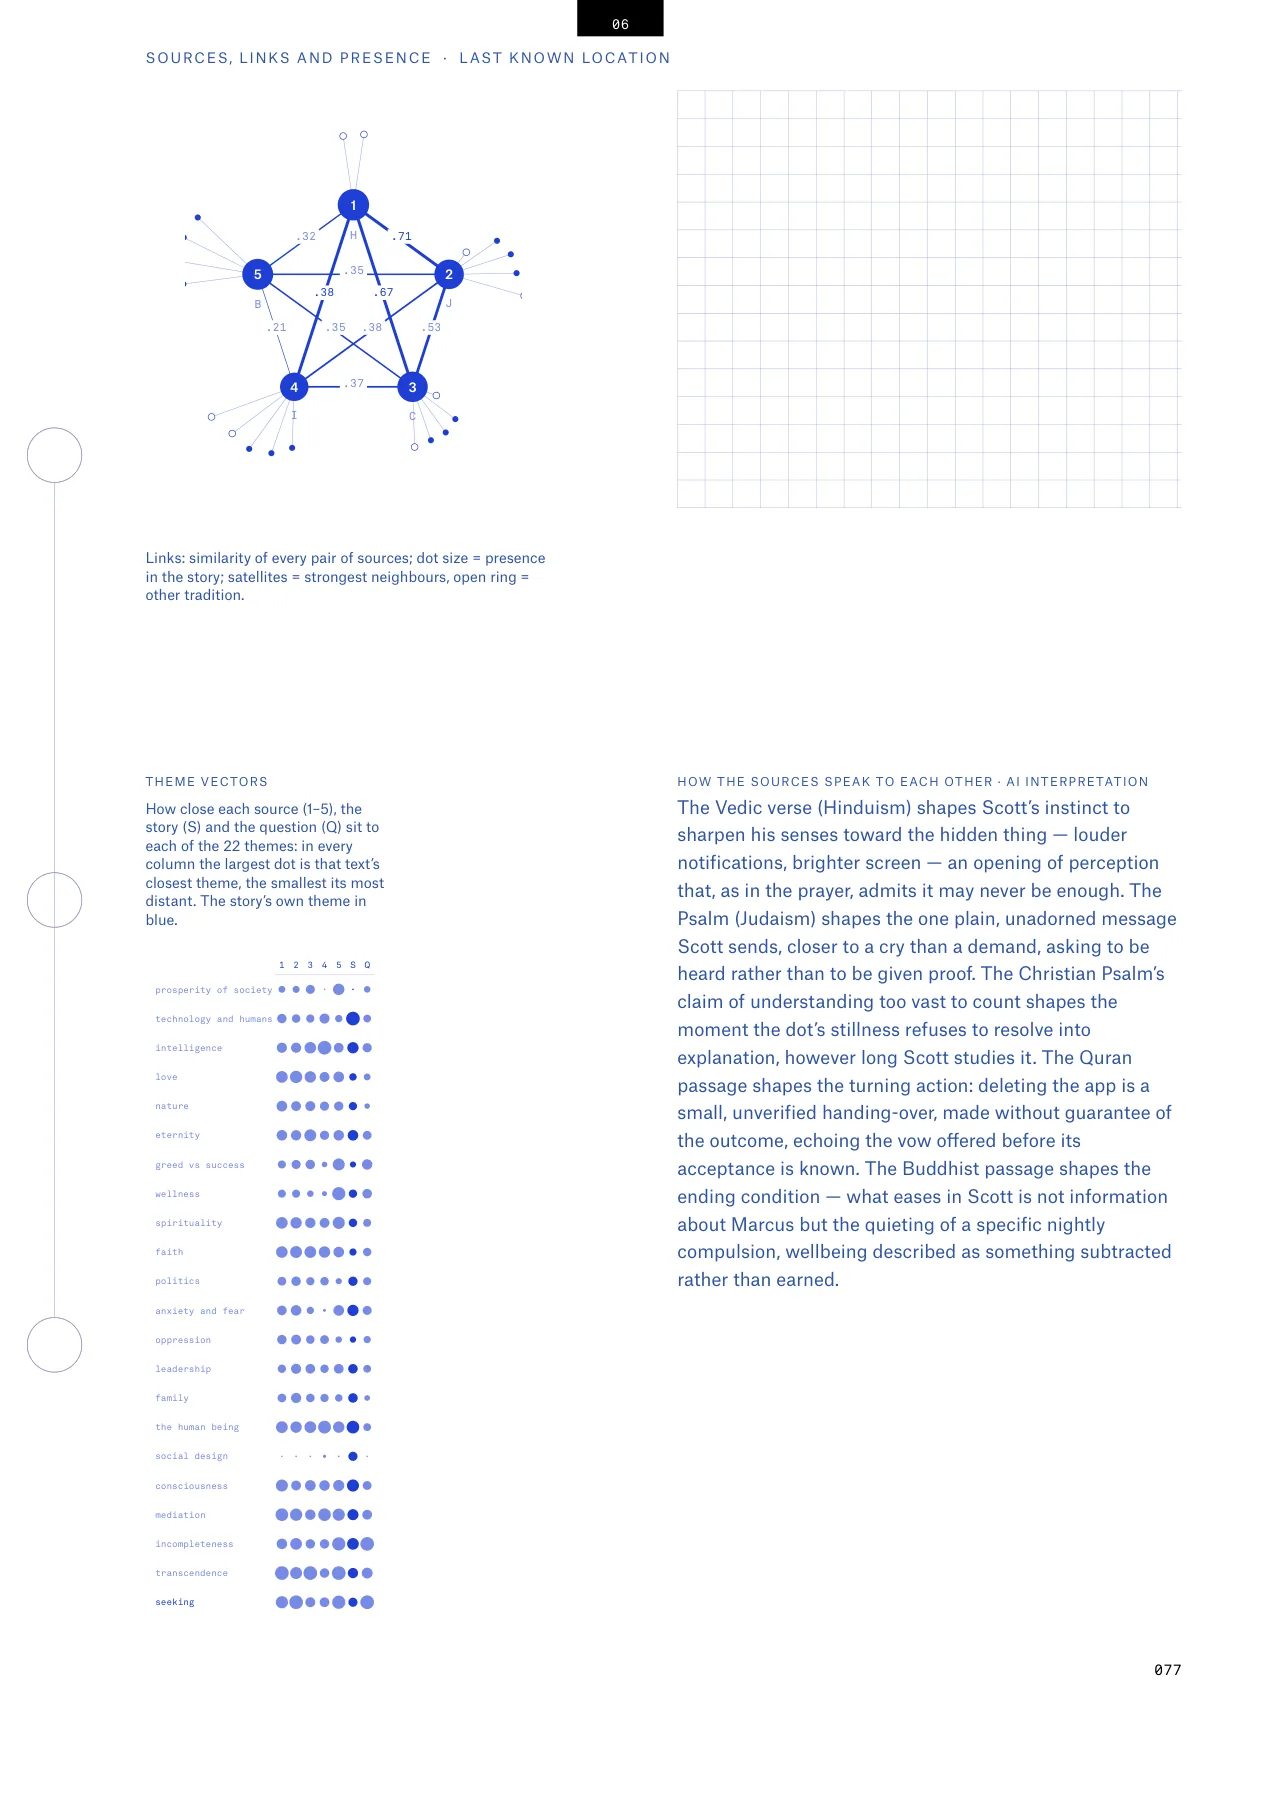 06
SOURCES, LINKS AND PRESENCE · LAST KNOWN LOCATION
1
.32
H
.71
5
.35
2
B
.38
.67
J
.21
.35
.38
.53
4
.37
3
I
C
Links: similarity of every pair of sources; dot size = presence
in the story; satellites = strongest neighbours, open ring =
other tradition.
THEME VECTORS
How close each source (1–5), the
story (S) and the question (Q) sit to
each of the 22 themes: in every
column the largest dot is that text’s
closest theme, the smallest its most
distant. The story’s own theme in
blue.
1 2 3 4 5 S Q
prosperity of society
technology and humans
intelligence
love
nature
eternity
greed vs success
wellness
spirituality
faith
politics
anxiety and fear
oppression
leadership
family
the human being
social design
consciousness
mediation
incompleteness
transcendence
seeking
HOW THE SOURCES SPEAK TO EACH OTHER · AI INTERPRETATION
The Vedic verse (Hinduism) shapes Scott’s instinct to
sharpen his senses toward the hidden thing — louder
notifications, brighter screen — an opening of perception
that, as in the prayer, admits it may never be enough. The
Psalm (Judaism) shapes the one plain, unadorned message
Scott sends, closer to a cry than a demand, asking to be
heard rather than to be given proof. The Christian Psalm’s
claim of understanding too vast to count shapes the
moment the dot’s stillness refuses to resolve into
explanation, however long Scott studies it. The Quran
passage shapes the turning action: deleting the app is a
small, unverified handing-over, made without guarantee of
the outcome, echoing the vow offered before its
acceptance is known. The Buddhist passage shapes the
ending condition — what eases in Scott is not information
about Marcus but the quieting of a specific nightly
compulsion, wellbeing described as something subtracted
rather than earned.
077